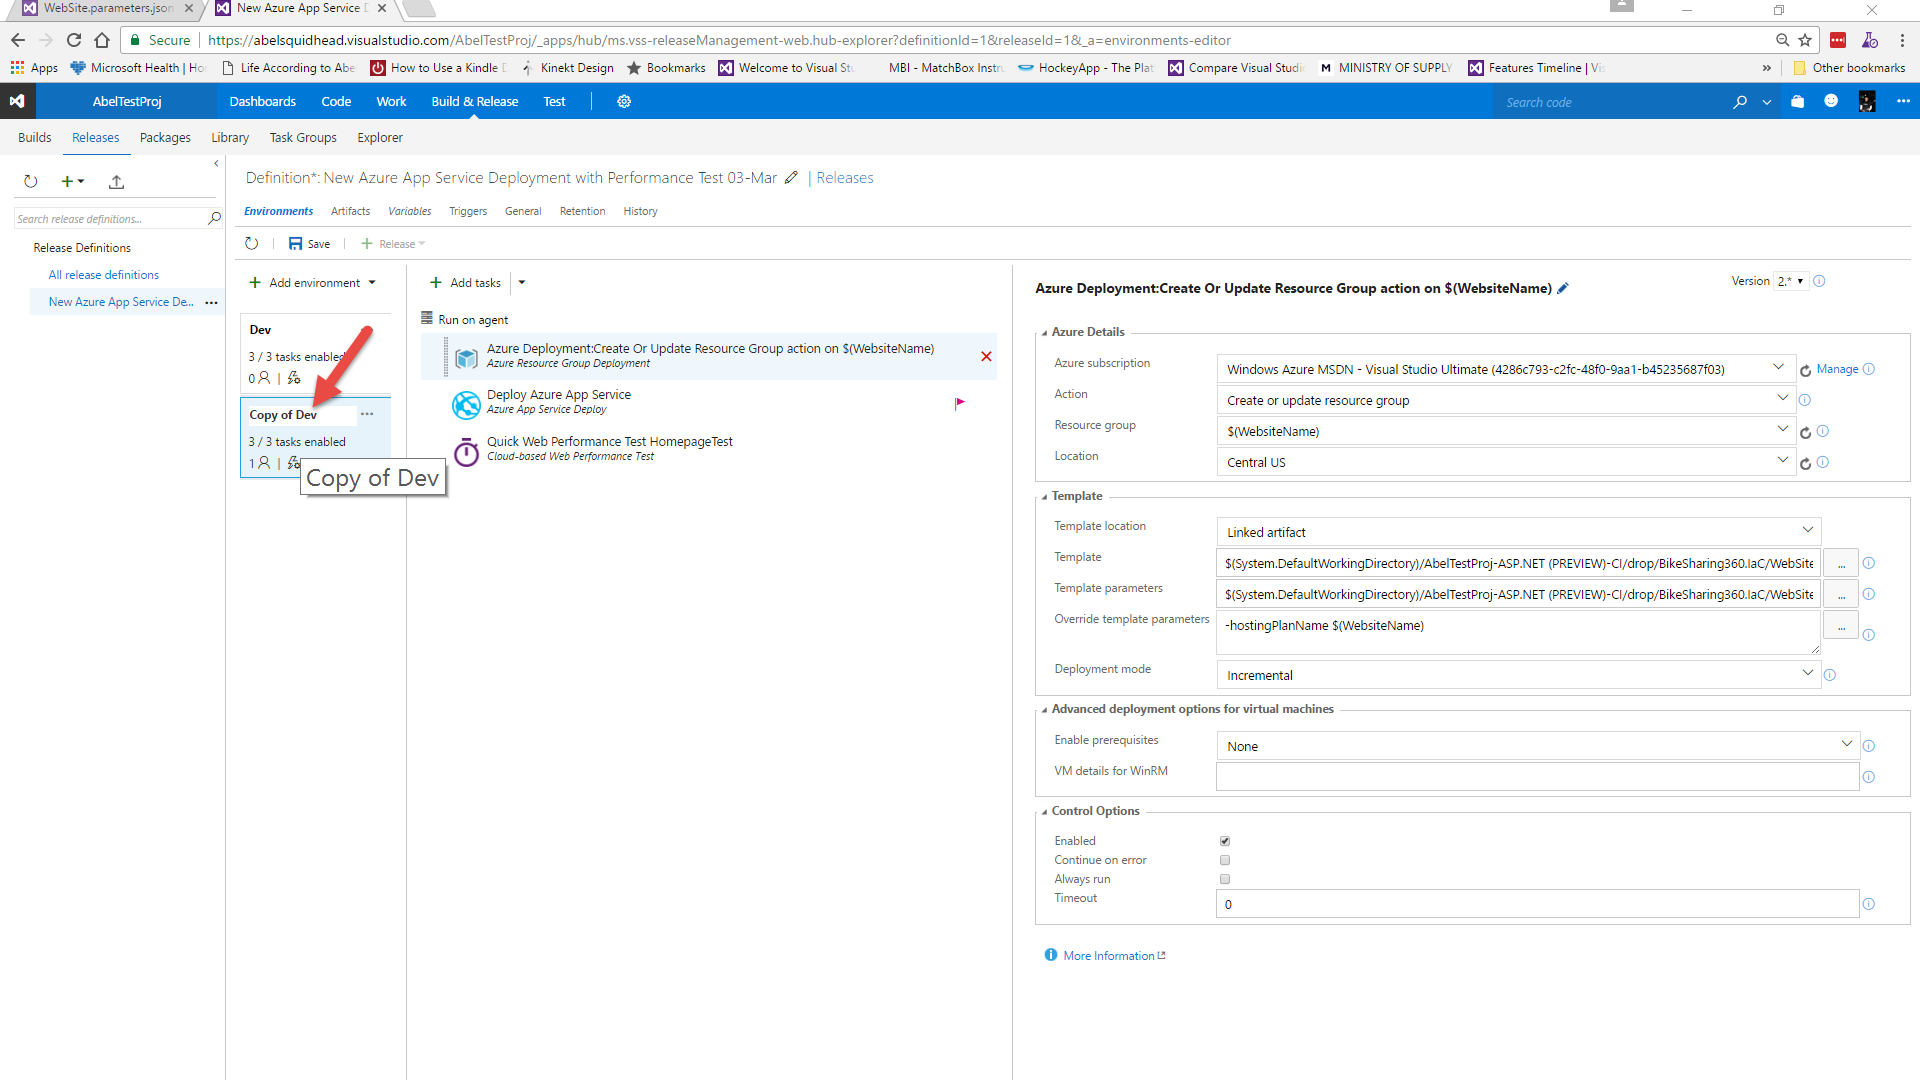 WebSite.parameters.json
New Azure App Service D
Secure
https://abelsquidhead.visualstudio.com/AbelTestProj/_apps/hub/ms.vss-releaseManagement-web.hub-explorer?definitionId=1&releaseId=1&_a=environments-editor
Apps
Microsoft Health | Ho
Life According to Abe
How to Use a Kindle D
Kinekt Design
Bookmarks
Welcome to Visual Stu
MBI - MatchBox Instru
HockeyApp - The Plat
Compare Visual Studio
M MINISTRY OF SUPPLY
Features Timeline | Vis
»
Other bookmarks
AbelTestProj
Dashboards
Code
Work
Build & Release
Test
Search code
Builds
Releases
Packages
Library
Task Groups
Explorer
Search release definitions...
Release Definitions
All release definitions
New Azure App Service De... ...
Definition*: New Azure App Service Deployment with Performance Test 03-Mar | Releases
Environments
Artifacts
Variables
Triggers
General
Retention
History
Save
Release
Add environment
Dev
3 / 3 tasks enabled
0
Copy of Dev
3 / 3 tasks enabled
1
Copy of Dev
Add tasks
Run on agent
Azure Deployment:Create Or Update Resource Group action on $(WebsiteName)
Azure Resource Group Deployment
Deploy Azure App Service
Azure App Service Deploy
Quick Web Performance Test HomepageTest
Cloud-based Web Performance Test
Azure Deployment:Create Or Update Resource Group action on $(WebsiteName)
Version 2.*
Azure Details
Azure subscription
Windows Azure MSDN - Visual Studio Ultimate (4286c793-c2fc-48f0-9aa1-b45235687f03)
Manage
Action
Create or update resource group
Resource group
$(WebsiteName)
Location
Central US
Template
Template location
Linked artifact
Template
$(System.DefaultWorkingDirectory)/AbelTestProj-ASP.NET (PREVIEW)-CI/drop/BikeSharing360.IaC/WebSite
...
Template parameters
$(System.DefaultWorkingDirectory)/AbelTestProj-ASP.NET (PREVIEW)-CI/drop/BikeSharing360.IaC/WebSite
...
Override template parameters
-hostingPlanName $(WebsiteName)
...
Deployment mode
Incremental
Advanced deployment options for virtual machines
Enable prerequisites
None
VM details for WinRM
Control Options
Enabled
Continue on error
Always run
Timeout
0
More Information